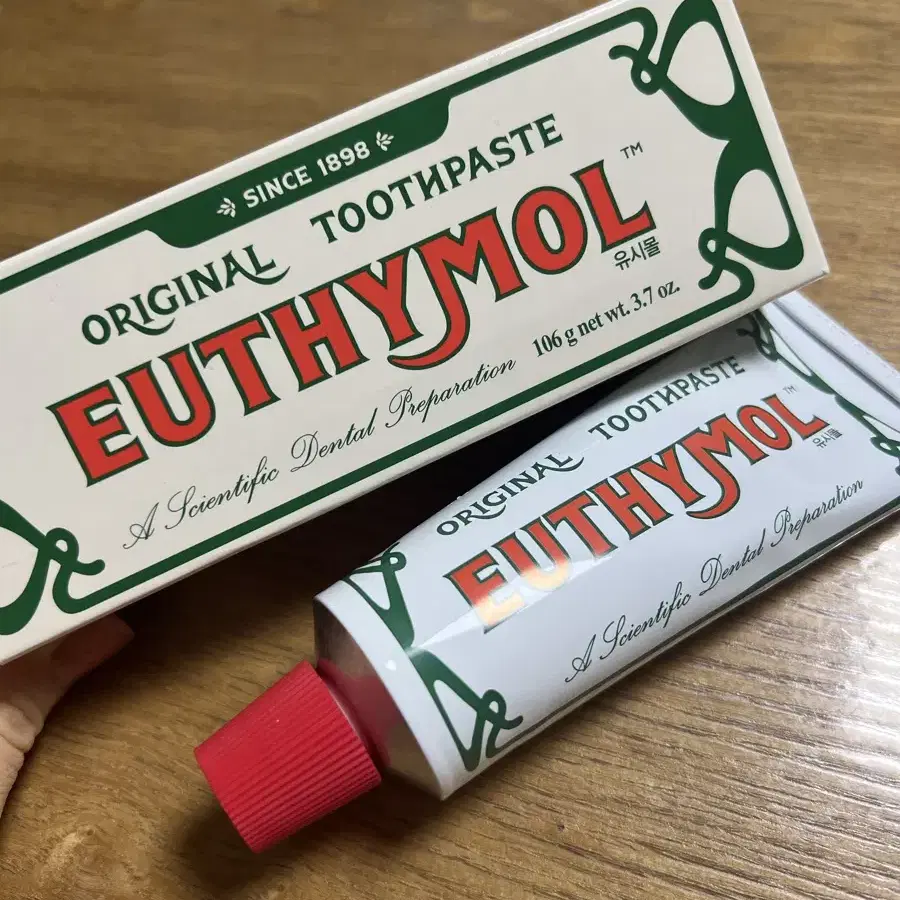 SINCE 1898
ORIGINAL TOOTHPASTE
EUTHYMOL™
유시몰
A Scientific Dental Preparation 106 g net wt. 3.7 oz.
ORIGINAL TOOTHPASTE
EUTHYMOL™
유시몰
A Scientific Dental Preparation